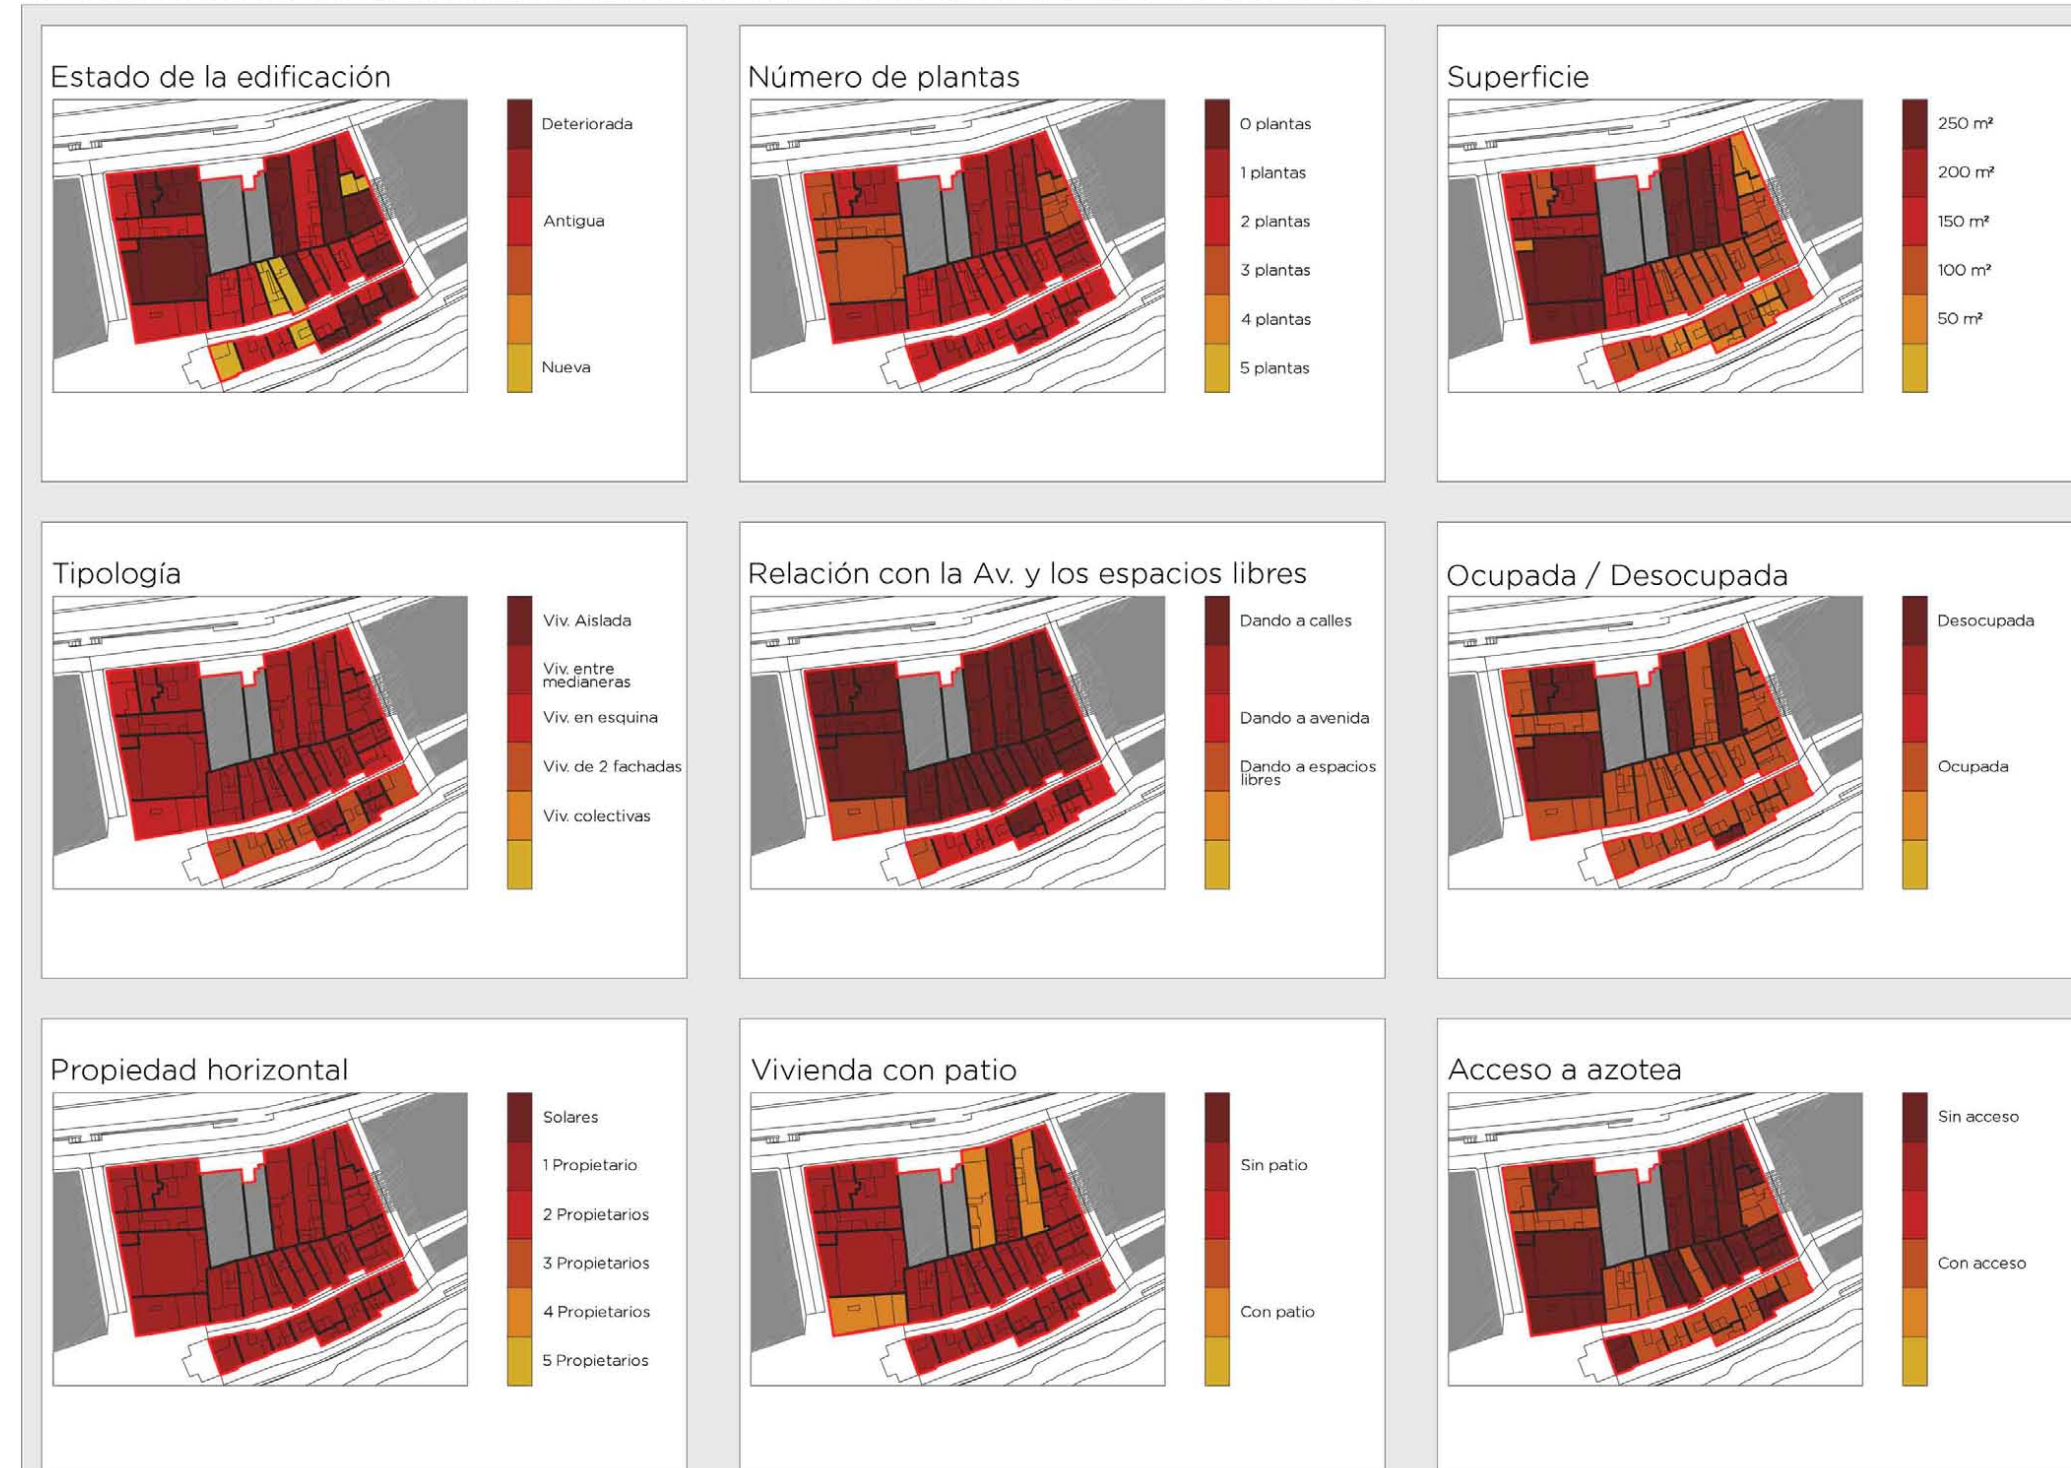 Estado de la edificación
Deteriorada
Antigua
Nueva
Número de plantas
0 plantas
1 plantas
2 plantas
3 plantas
4 plantas
5 plantas
Superficie
250 m²
200 m²
150 m²
100 m²
50 m²
Tipología
Viv. Aislada
Viv. entre
medianeras
Viv. en esquina
Viv. de 2 fachadas
Viv. colectivas
Relación con la Av. y los espacios libres
Dando a calles
Dando a avenida
Dando a espacios
libres
Ocupada / Desocupada
Desocupada
Ocupada
Propiedad horizontal
Solares
1 Propietario
2 Propietarios
3 Propietarios
4 Propietarios
5 Propietarios
Vivienda con patio
Sin patio
Con patio
Acceso a azotea
Sin acceso
Con acceso